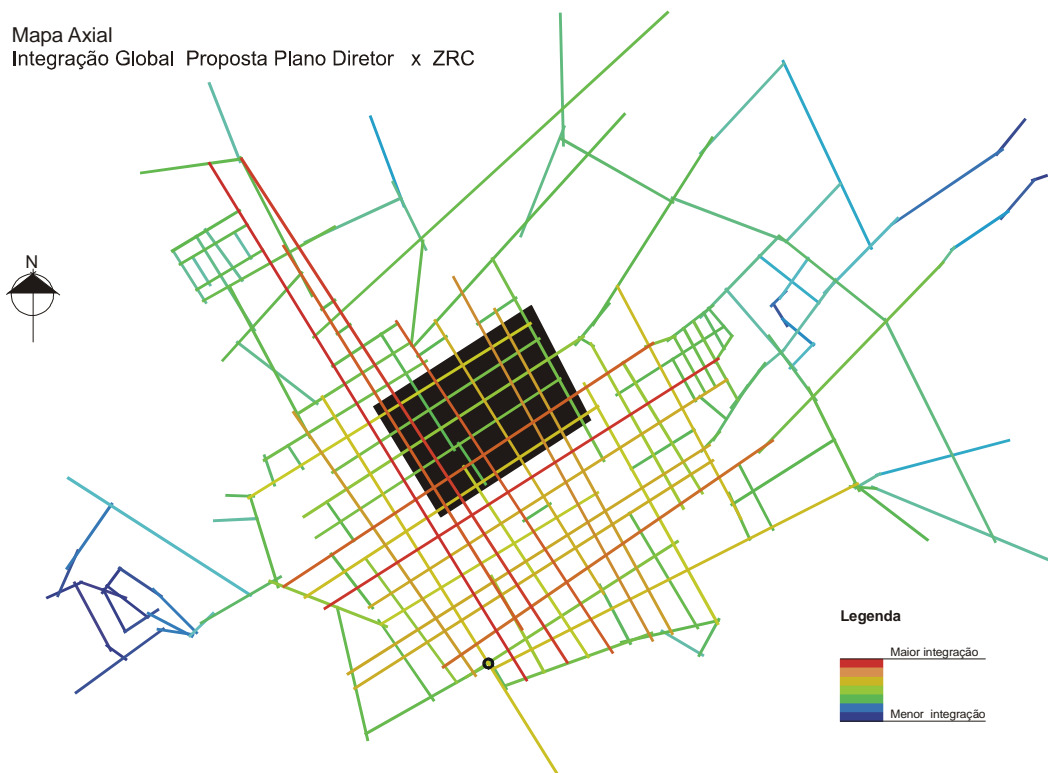 Mapa Axial
Integração Global Proposta Plano Diretor x ZRC
N
Legenda
Maior integração
Menor integração